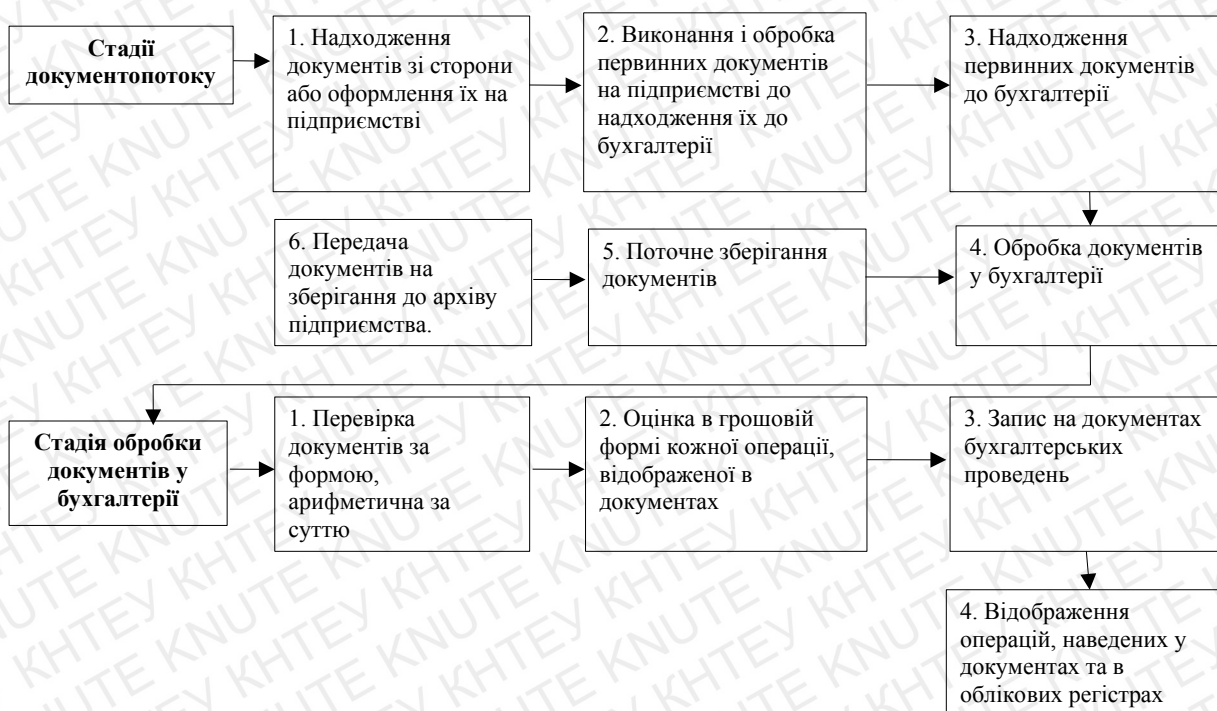 Стадії
документопотоку
1. Надходження
документів зі сторони
або оформлення їх на
підприємстві
2. Виконання і обробка
первинних документів
на підприємстві до
надходження їх до
бухгалтерії
3. Надходження
первинних документів
до бухгалтерії
6. Передача
документів на
зберігання до архіву
підприємства.
5. Поточне зберігання
документів
4. Обробка документів
у бухгалтерії
Стадія обробки
документів у
бухгалтерії
1. Перевірка
документів за
формою,
арифметична за
суттю
2. Оцінка в грошовій
формі кожної операції,
відображеної в
документах
3. Запис на документах
бухгалтерських
проведень
4. Відображення
операцій, наведених у
документах та в
облікових регістрах